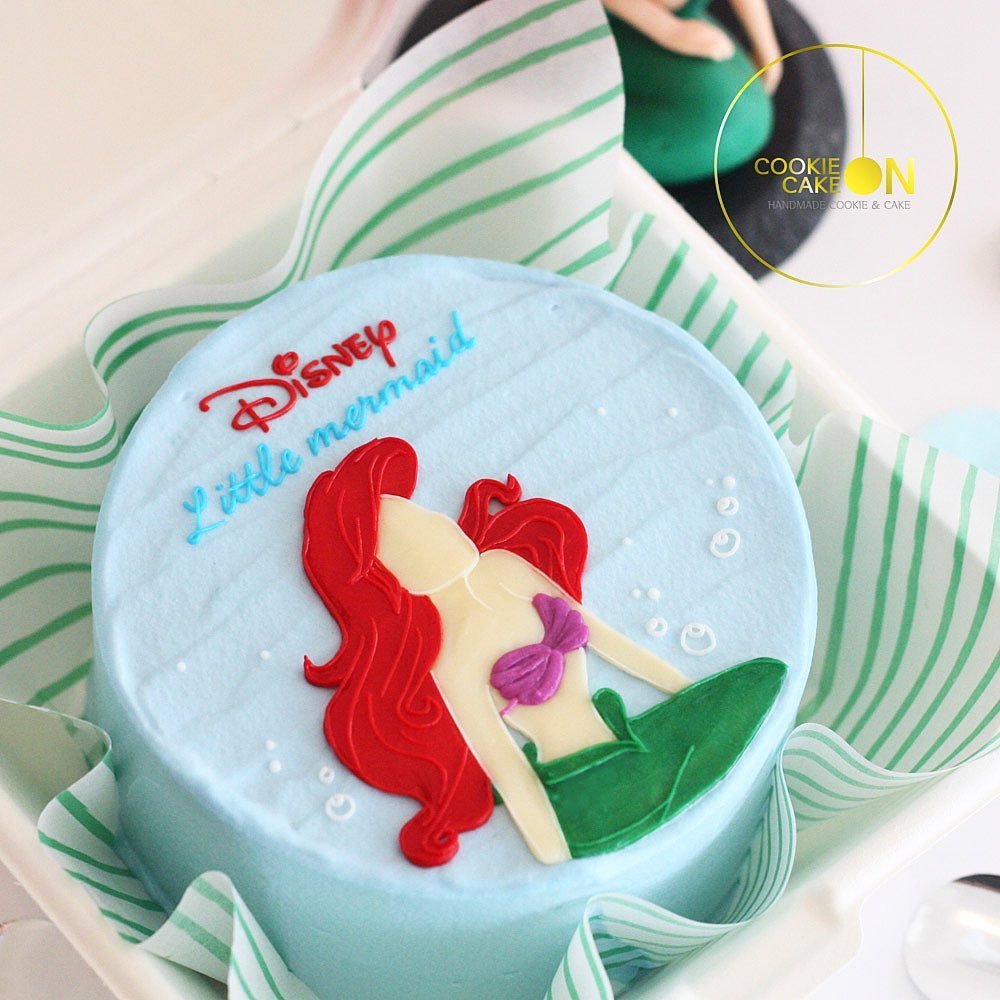 Disney
Little mermaid
COOKIE
CAKE ON
HANDMADE COOKIE & CAKE